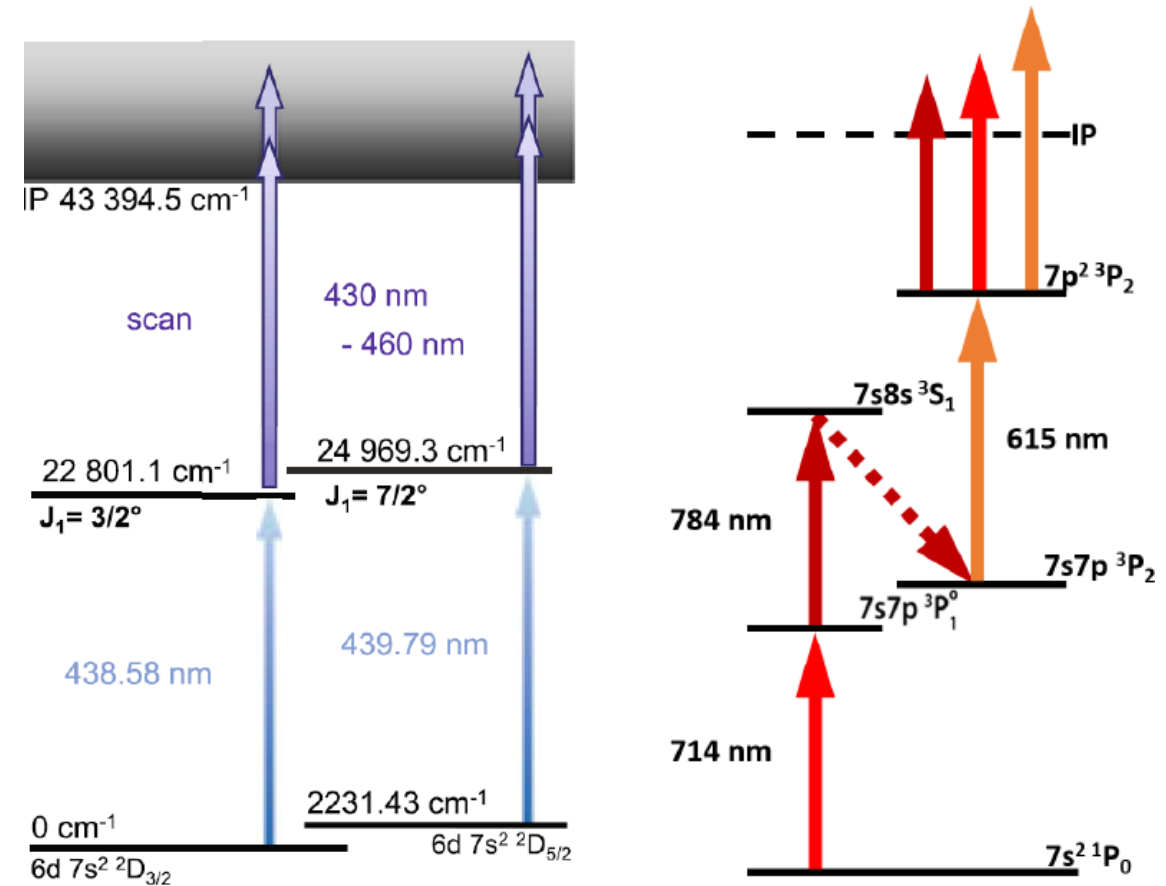 IP 43 394.5 cm⁻¹
scan
430 nm
- 460 nm
22 801.1 cm⁻¹
J₁= 3/2°
24 969.3 cm⁻¹
J₁= 7/2°
438.58 nm
439.79 nm
0 cm⁻¹
6d 7s² ²D₃/₂
2231.43 cm⁻¹
6d 7s² ²D₅/₂
IP
7p² ³P₂
7s8s ³S₁
615 nm
784 nm
7s7p ³P₂
7s7p ³P₁°
714 nm
7s² ¹P₀